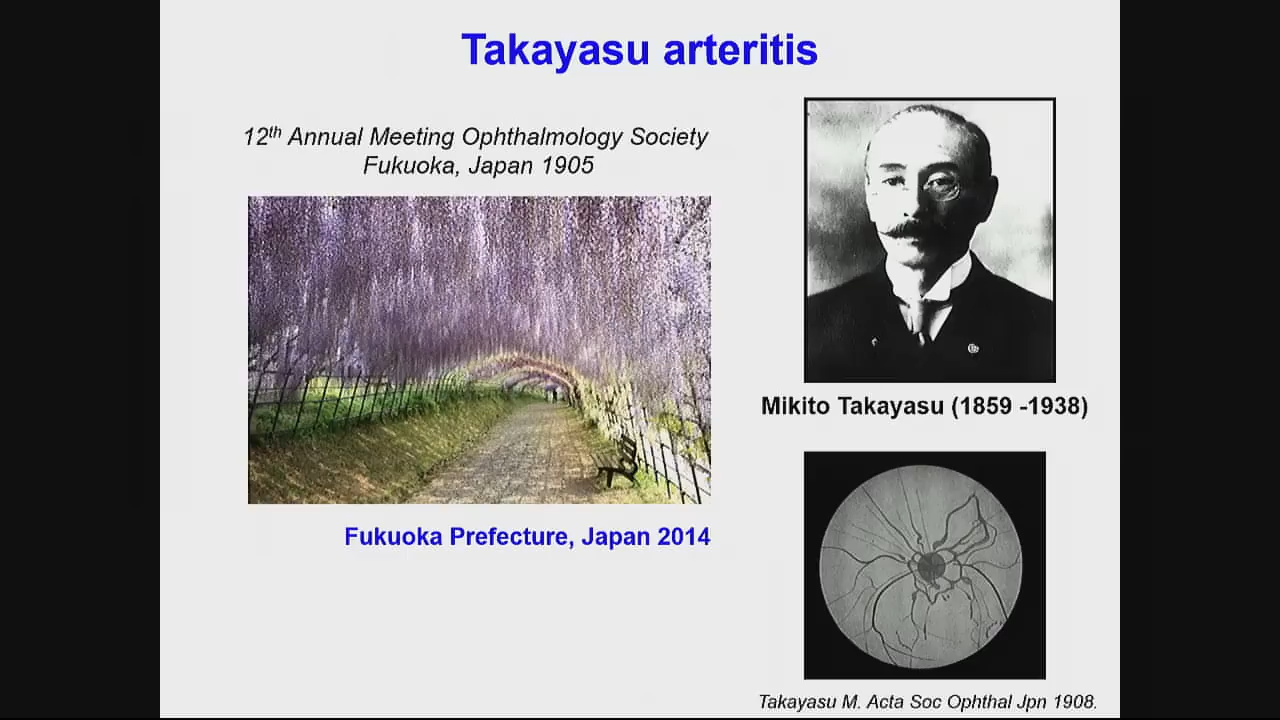 Takayasu arteritis
12th Annual Meeting Ophthalmology Society
Fukuoka, Japan 1905
Fukuoka Prefecture, Japan 2014
Mikito Takayasu (1859 -1938)
Takayasu M. Acta Soc Ophthal Jpn 1908.